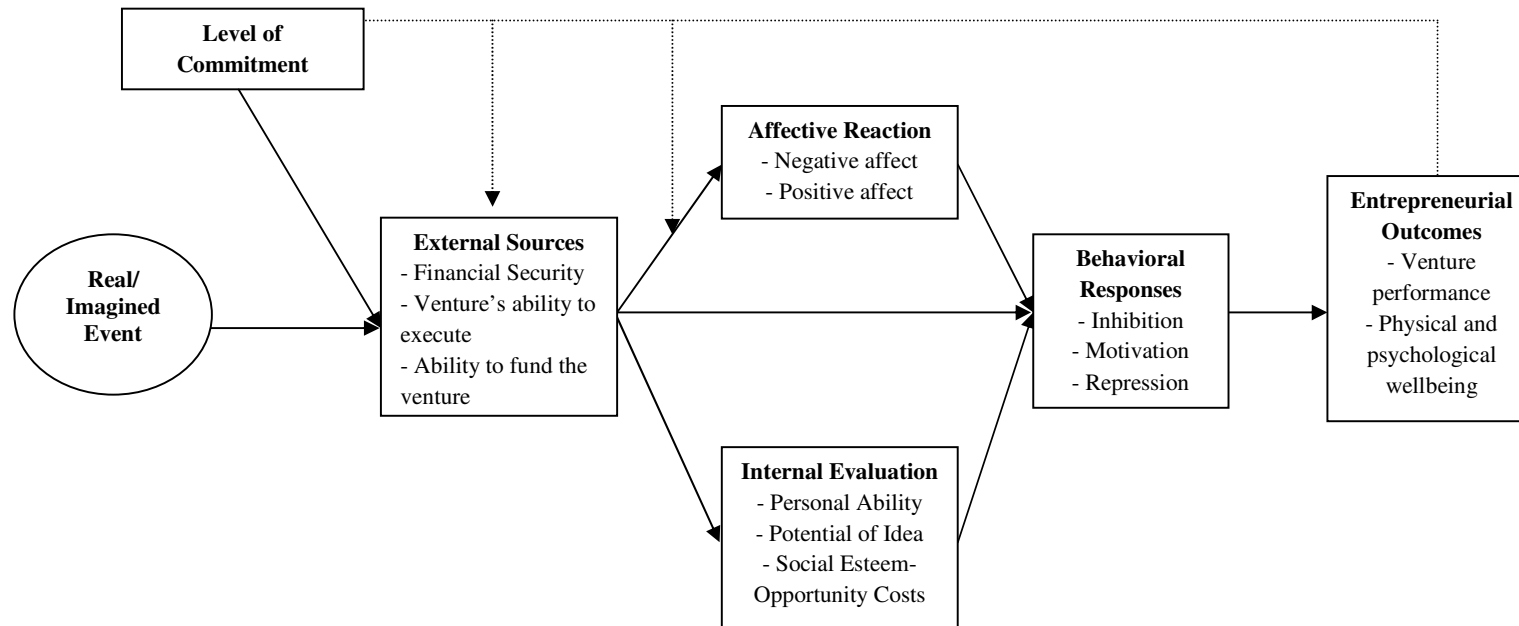 Level of
Commitment
Real/
Imagined
Event
External Sources
- Financial Security
- Venture’s ability to
execute
- Ability to fund the
venture
Affective Reaction
- Negative affect
- Positive affect
Internal Evaluation
- Personal Ability
- Potential of Idea
- Social Esteem-
Opportunity Costs
Behavioral
Responses
- Inhibition
- Motivation
- Repression
Entrepreneurial
Outcomes
- Venture
performance
- Physical and
psychological
wellbeing